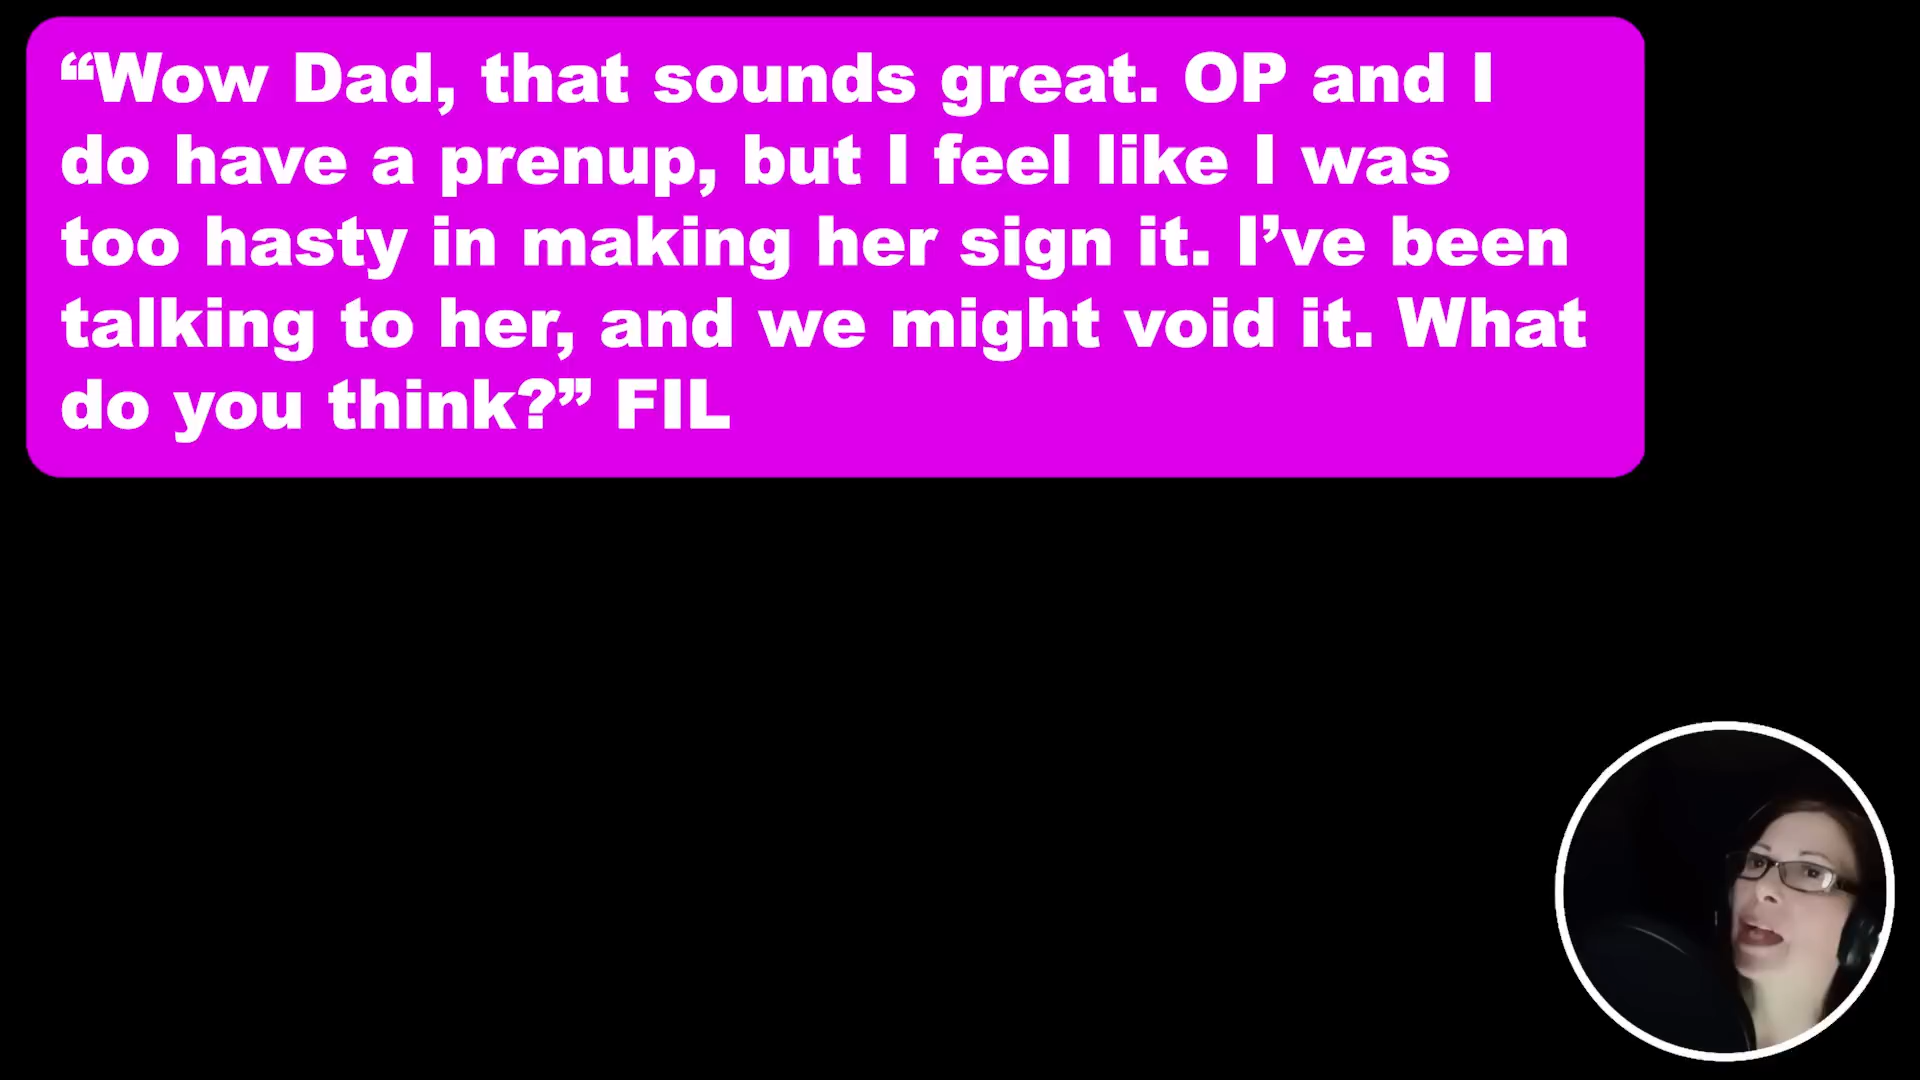 “Wow Dad, that sounds great. OP and I
do have a prenup, but I feel like I was
too hasty in making her sign it. I’ve been
talking to her, and we might void it. What
do you think?” FIL